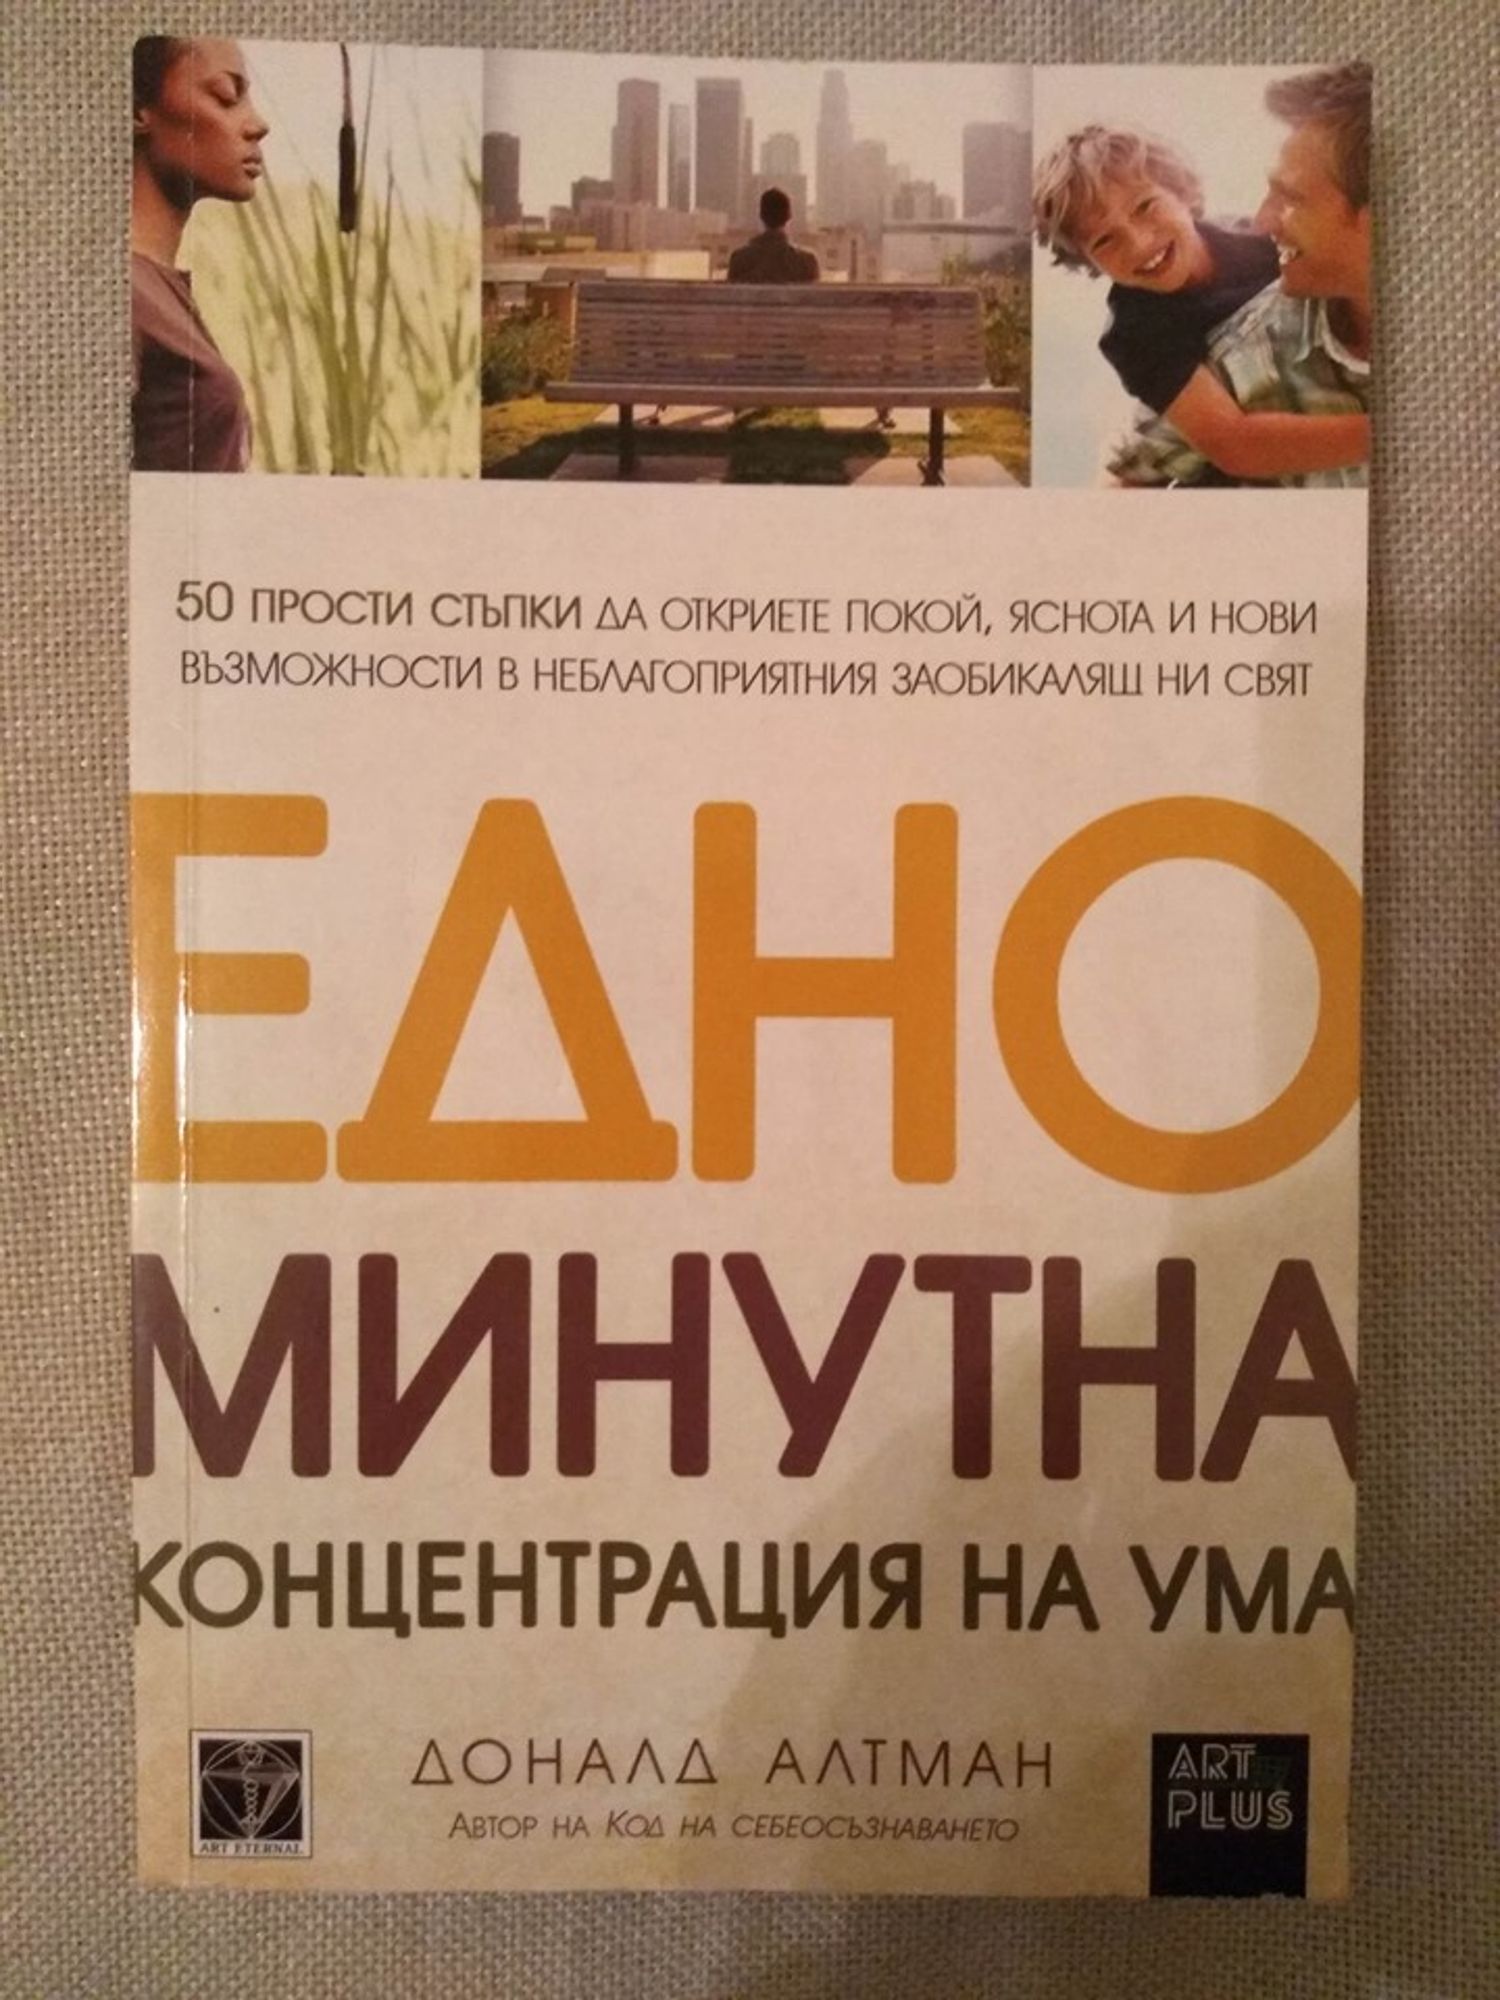 50 ПРОСТИ СТЪПКИ ДА ОТКРИЕТЕ ПОКОЙ, ЯСНОТА И НОВИ
ВЪЗМОЖНОСТИ В НЕБЛАГОПРИЯТНИЯ ЗАОБИКАЛЯЩ НИ СВЯТ
ЕДНО
МИНУТНА
КОНЦЕНТРАЦИЯ НА УМА
ДОНАЛД АЛТМАН
АВТОР НА КОД НА СЕБЕОСЪЗНАВАНЕТО
ART ETERNAL
ART
PLUS